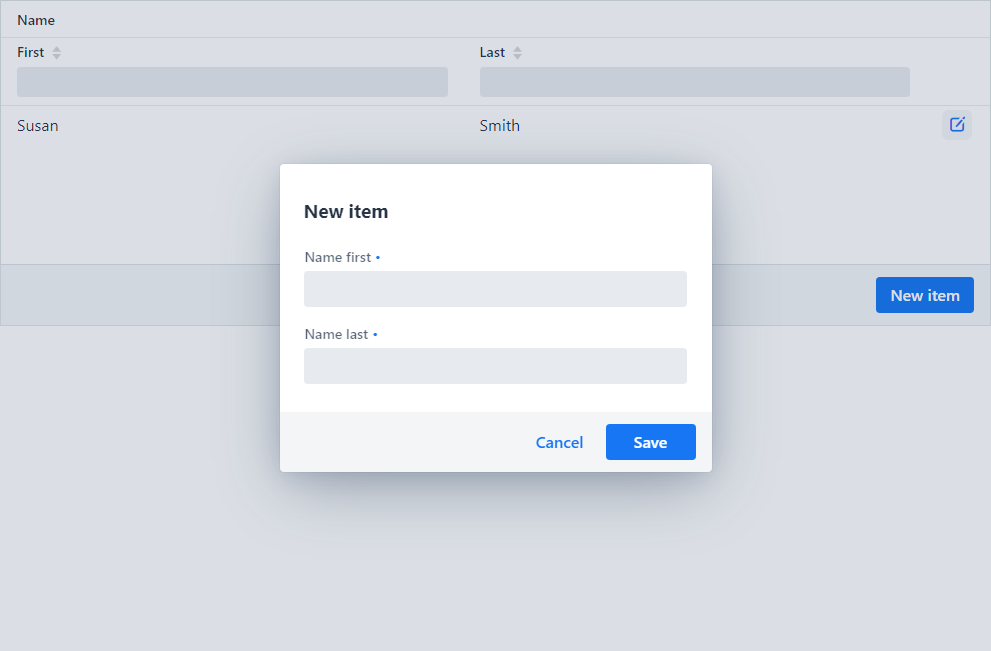 Name
First Last
Susan Smith
New item
Name first •
Name last •
New item
Cancel Save